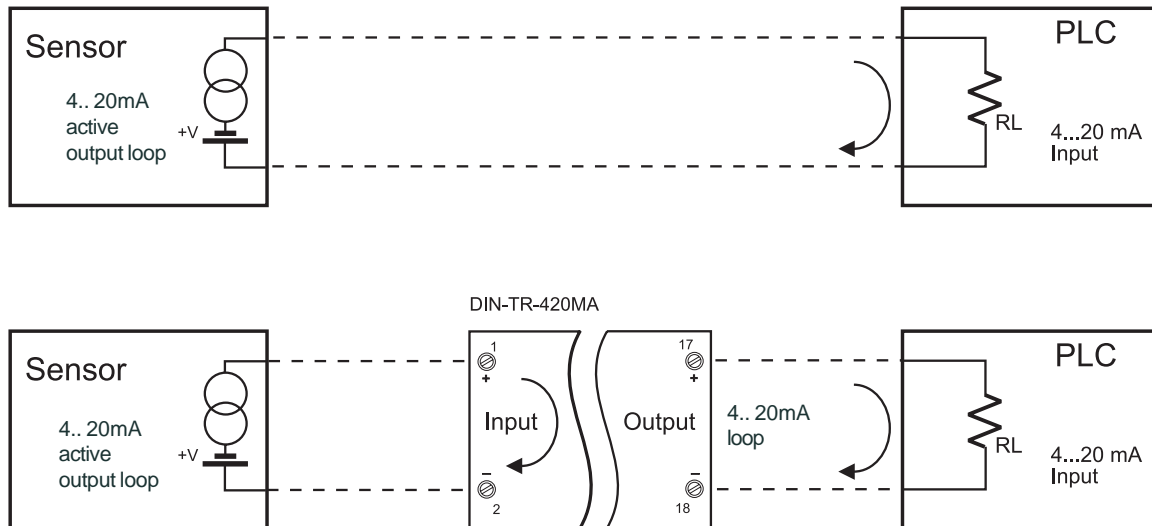 Sensor
4.. 20mA
active
output loop
+V
PLC
RL
4...20 mA
Input
DIN-TR-420MA
Sensor
4.. 20mA
active
output loop
+V
1
+
Input
−
2
17
+
Output
−
18
4.. 20mA
loop
PLC
RL
4...20 mA
Input